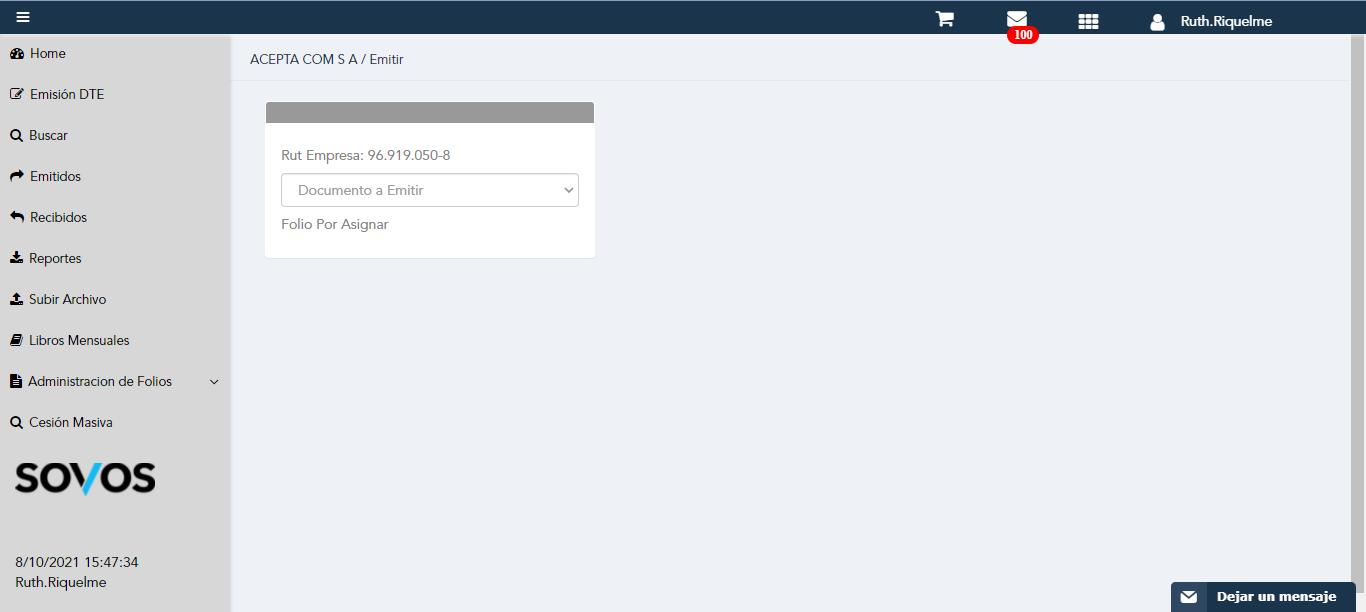 Ruth.Riquelme
100
Home
Emisión DTE
Buscar
Emitidos
Recibidos
Reportes
Subir Archivo
Libros Mensuales
Administracion de Folios
Cesión Masiva
SOVOS
8/10/2021 15:47:34
Ruth.Riquelme
ACEPTA COM S A / Emitir
Rut Empresa: 96.919.050-8
Documento a Emitir
Folio Por Asignar
Dejar un mensaje